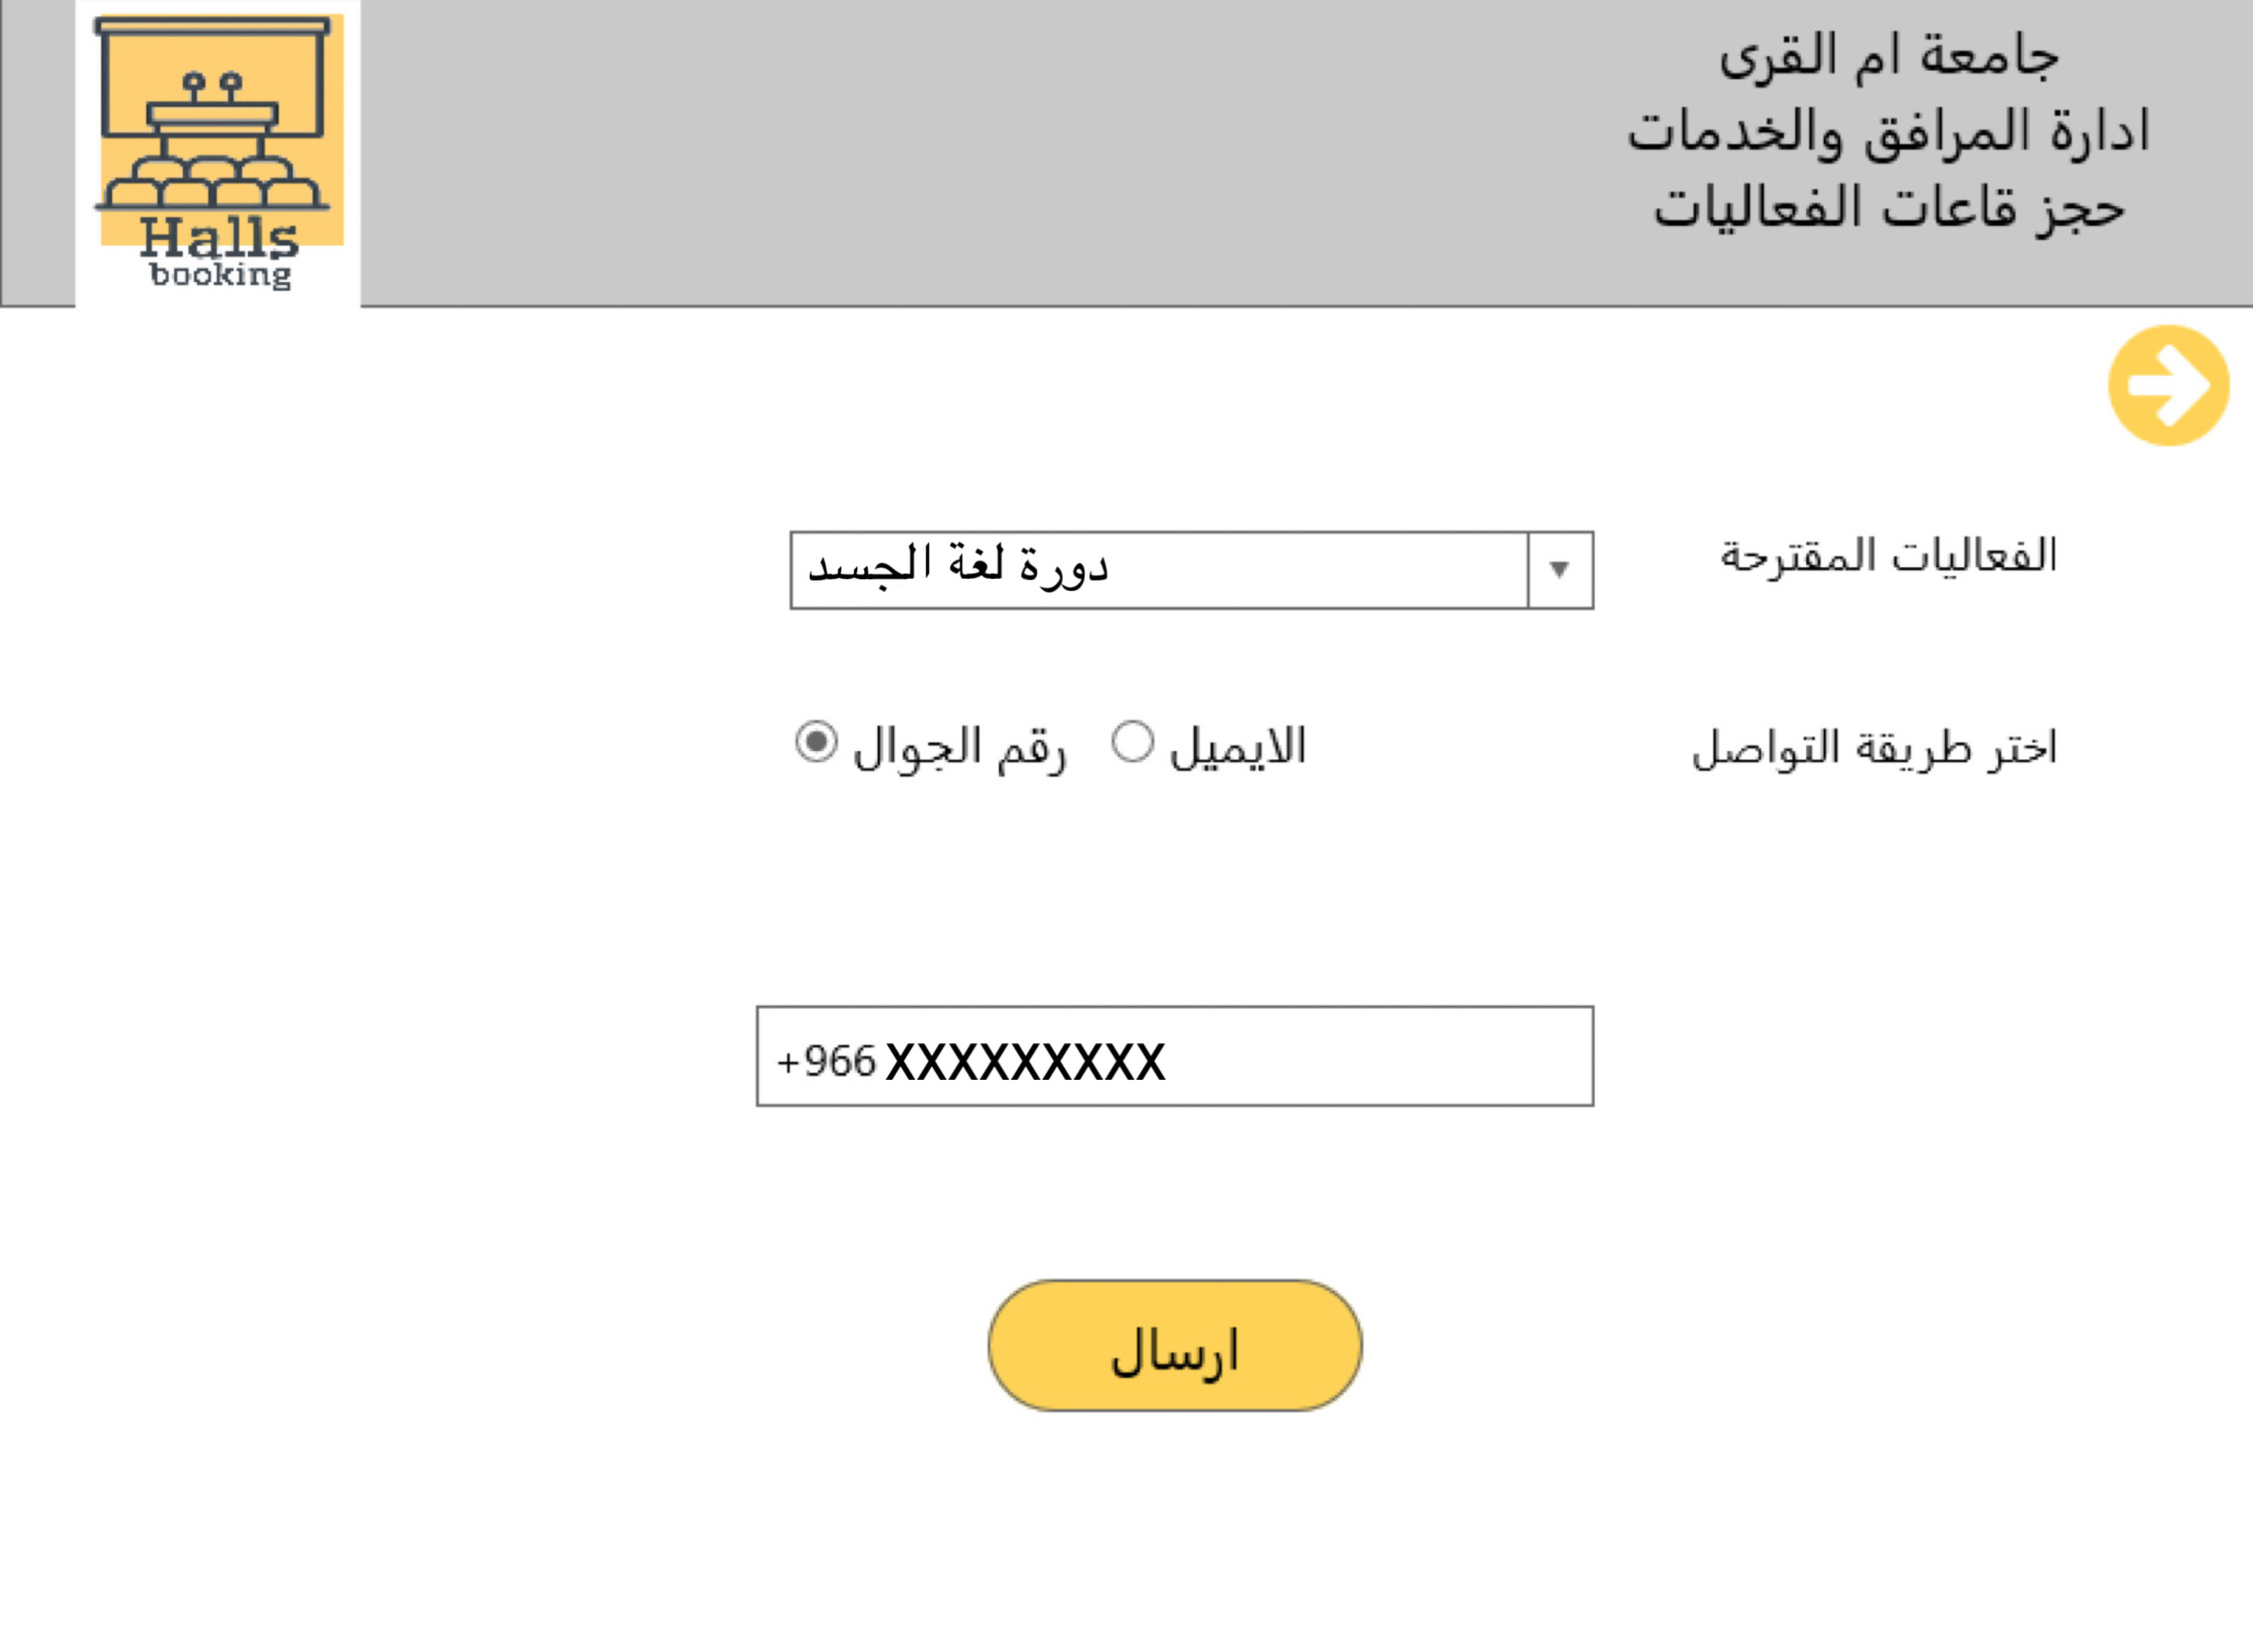 جامعة ام القرى
ادارة المرافق والخدمات
حجز قاعات الفعاليات
Halls
booking
الفعاليات المقترحة
دورة لغة الجسد
اختر طريقة التواصل
الايميل
رقم الجوال
+966 XXXXXXXXX
ارسال